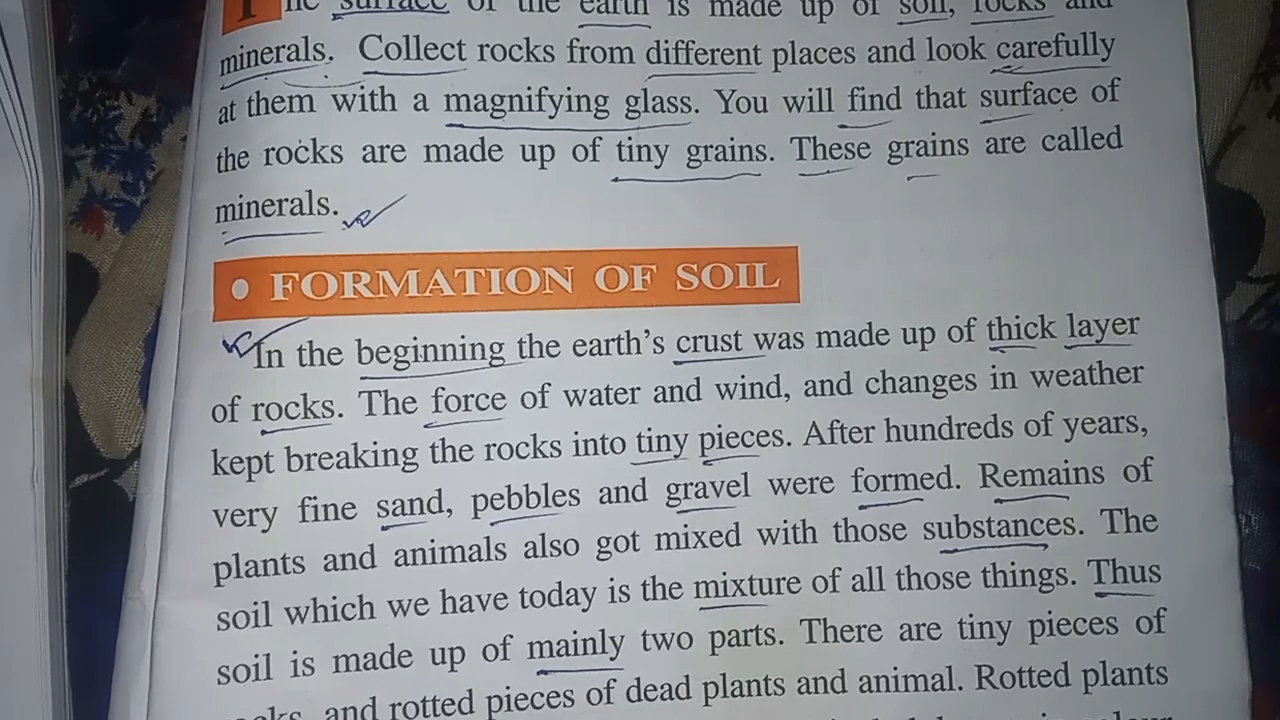 The surface of the earth is made up of soil, rocks and
minerals. Collect rocks from different places and look carefully
at them with a magnifying glass. You will find that surface of
the rocks are made up of tiny grains. These grains are called
minerals.
• FORMATION OF SOIL
In the beginning the earth's crust was made up of thick layer
of rocks. The force of water and wind, and changes in weather
kept breaking the rocks into tiny pieces. After hundreds of years,
very fine sand, pebbles and gravel were formed. Remains of
plants and animals also got mixed with those substances. The
soil which we have today is the mixture of all those things. Thus
soil is made up of mainly two parts. There are tiny pieces of
and rotted pieces of dead plants and animal. Rotted plants